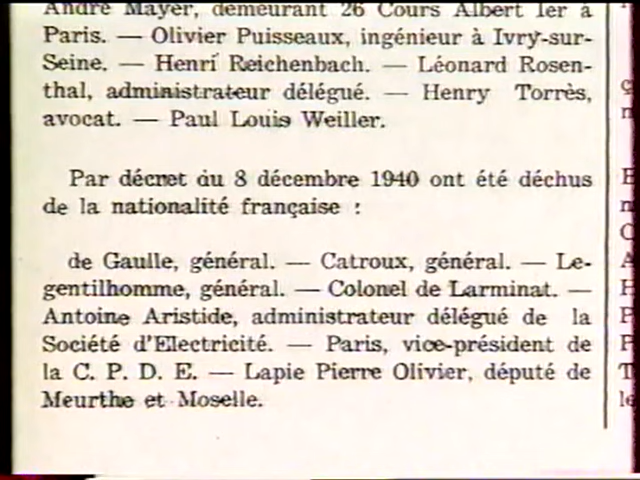 André Mayer, demeurant 26 Cours Albert Ier à
Paris. — Olivier Puisseaux, ingénieur à Ivry-sur-
Seine. — Henri Reichenbach. — Léonard Rosen-
thal, administrateur délégué. — Henry Torrès,
avocat. — Paul Louis Weiller.
Par décret du 8 décembre 1940 ont été déchus
de la nationalité française :
de Gaulle, général. — Catroux, général. — Le-
gentilhomme, général. — Colonel de Larminat. —
Antoine Aristide, administrateur délégué de la
Société d'Electricité. — Paris, vice-président de
la C. P. D. E. — Lapie Pierre Olivier, député de
Meurthe et Moselle.